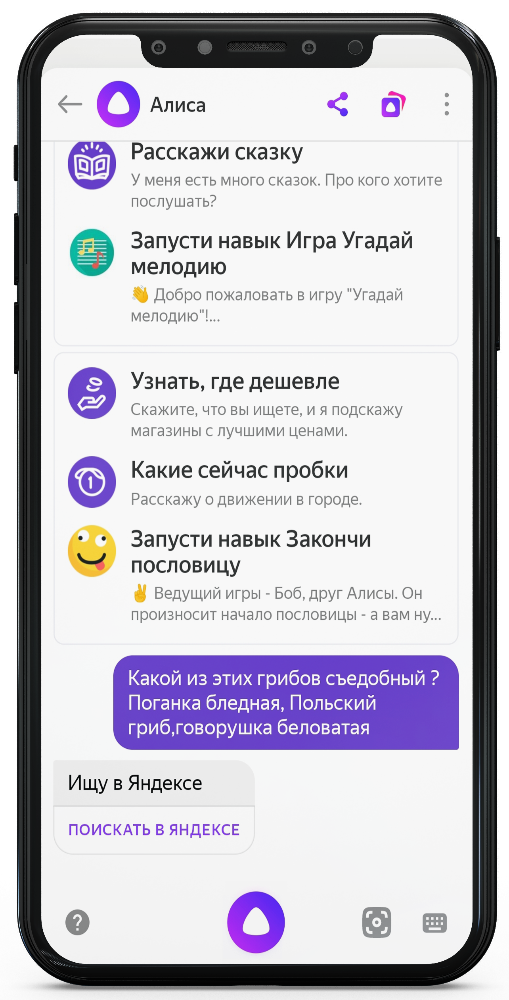 Алиса
Расскажи сказку
У меня есть много сказок. Про кого хотите
послушать?
Запусти навык Игра Угадай
мелодию
👋 Добро пожаловать в игру "Угадай
мелодию"!...
Узнать, где дешевле
Скажите, что вы ищете, и я подскажу
магазины с лучшими ценами.
1
Какие сейчас пробки
Расскажу о движении в городе.
Запусти навык Закончи
пословицу
✌️ Ведущий игры - Боб, друг Алисы. Он
произносит начало пословицы - а вам ну...
Какой из этих грибов съедобный ?
Поганка бледная, Польский
гриб,говорушка беловатая
Ищу в Яндексе
ПОИСКАТЬ В ЯНДЕКСЕ
?